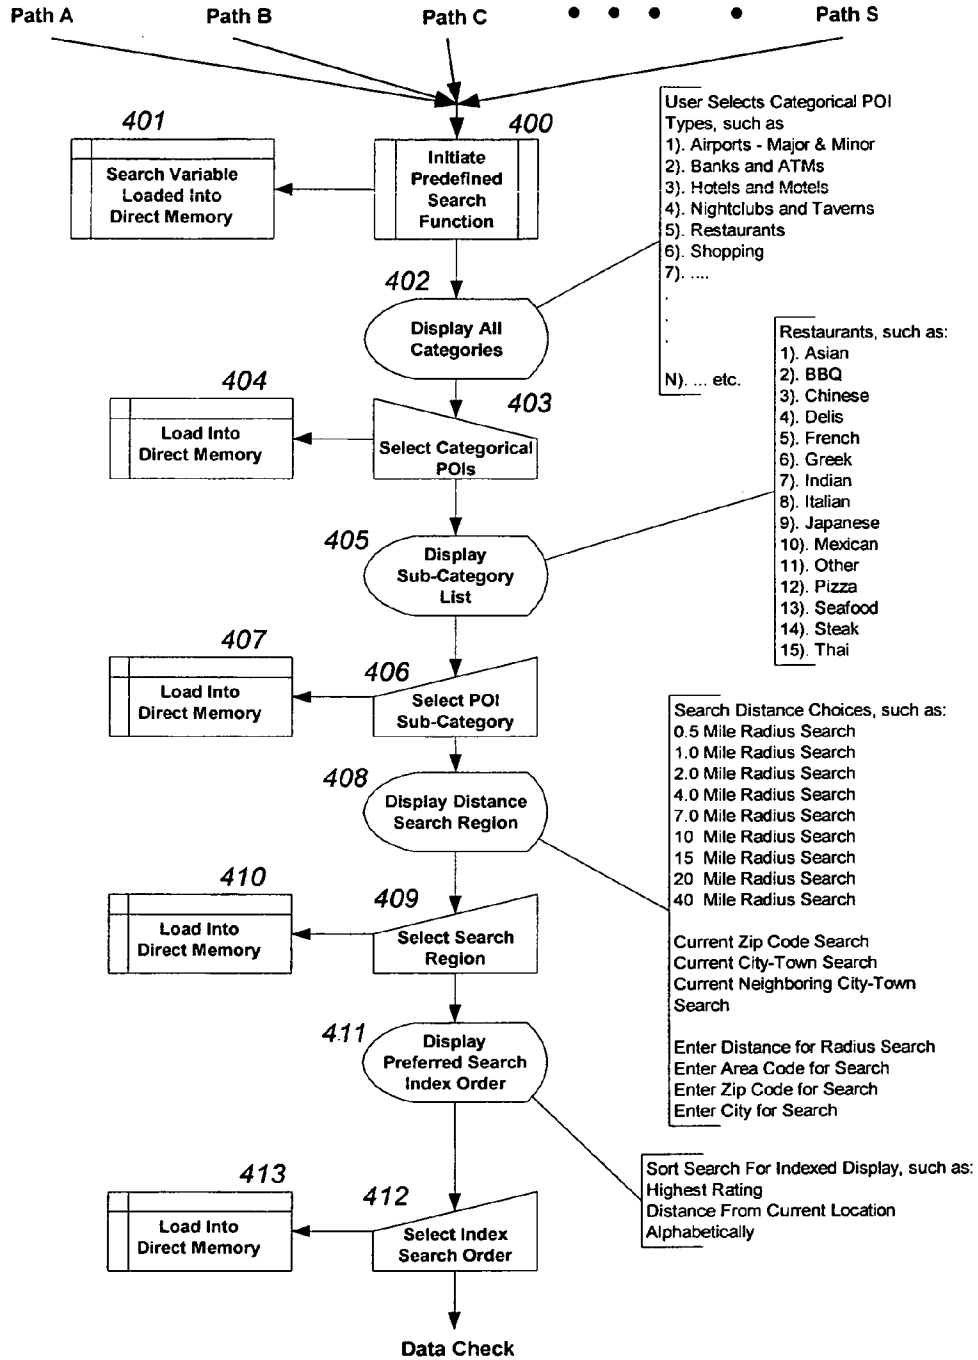 Path A
Path B
Path C
Path S
401
Search Variable
Loaded Into
Direct Memory
400
Initiate
Predefined
Search
Function
User Selects Categorical POI
Types, such as
1). Airports - Major & Minor
2). Banks and ATMs
3). Hotels and Motels
4). Nightclubs and Taverns
5). Restaurants
6). Shopping
7). ....
.
.
.
N). ... etc.
402
Display All
Categories
404
Load Into
Direct Memory
403
Select Categorical
POIs
Restaurants, such as:
1). Asian
2). BBQ
3). Chinese
4). Delis
5). French
6). Greek
7). Indian
8). Italian
9). Japanese
10). Mexican
11). Other
12). Pizza
13). Seafood
14). Steak
15). Thai
405
Display
Sub-Category
List
407
Load Into
Direct Memory
406
Select POI
Sub-Category
408
Display Distance
Search Region
Search Distance Choices, such as:
0.5 Mile Radius Search
1.0 Mile Radius Search
2.0 Mile Radius Search
4.0 Mile Radius Search
7.0 Mile Radius Search
10 Mile Radius Search
15 Mile Radius Search
20 Mile Radius Search
40 Mile Radius Search
Current Zip Code Search
Current City-Town Search
Current Neighboring City-Town
Search
Enter Distance for Radius Search
Enter Area Code for Search
Enter Zip Code for Search
Enter City for Search
410
Load Into
Direct Memory
409
Select Search
Region
411
Display
Preferred Search
Index Order
Sort Search For Indexed Display, such as:
Highest Rating
Distance From Current Location
Alphabetically
413
Load Into
Direct Memory
412
Select Index
Search Order
Data Check